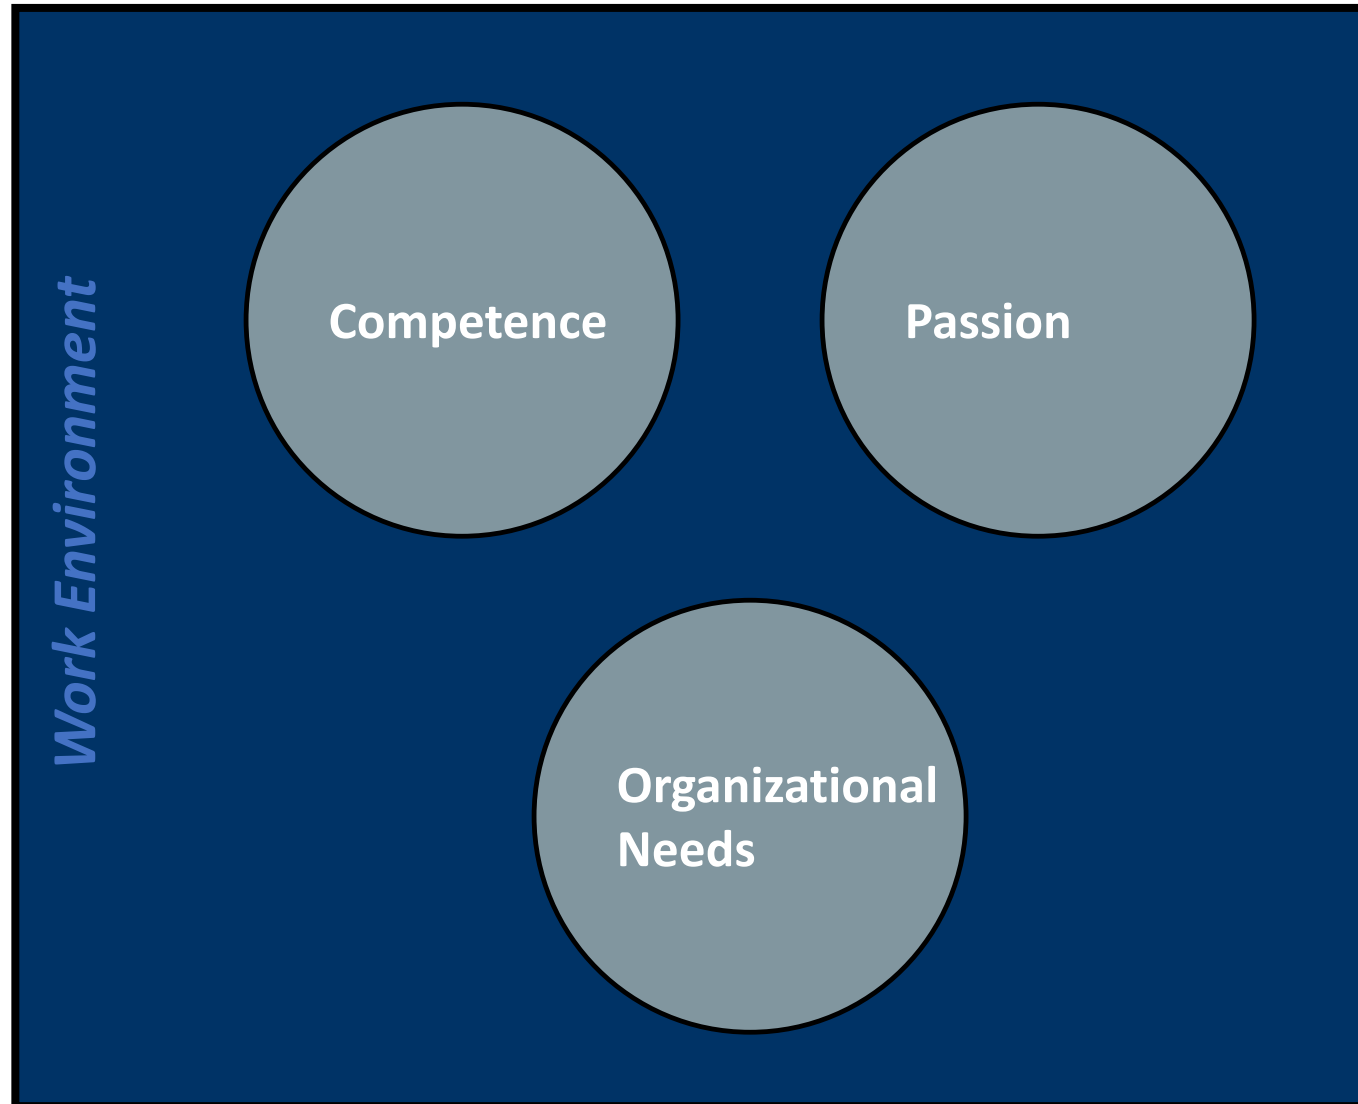 Work Environment
Competence
Passion
Organizational
Needs